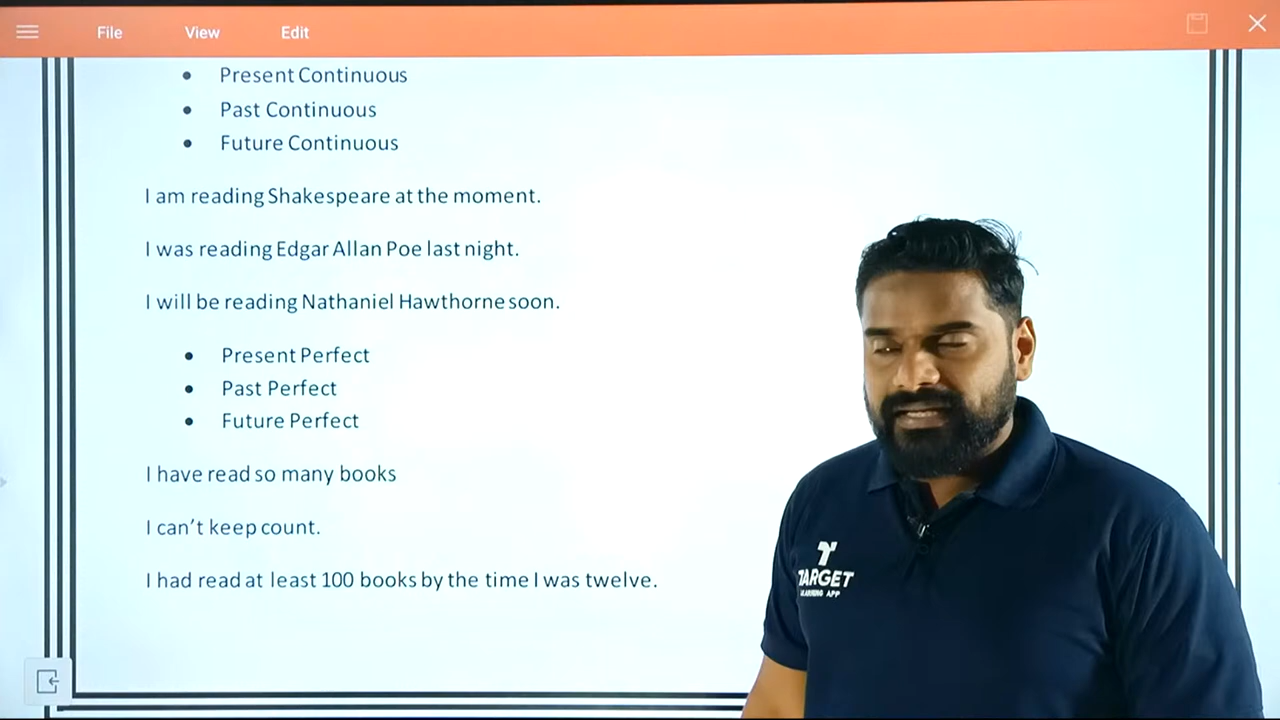 File View Edit
• Present Continuous
• Past Continuous
• Future Continuous
I am reading Shakespeare at the moment.
I was reading Edgar Allan Poe last night.
I will be reading Nathaniel Hawthorne soon.
• Present Perfect
• Past Perfect
• Future Perfect
I have read so many books
I can’t keep count.
I had read at least 100 books by the time I was twelve.
TARGET
LEARNING APP